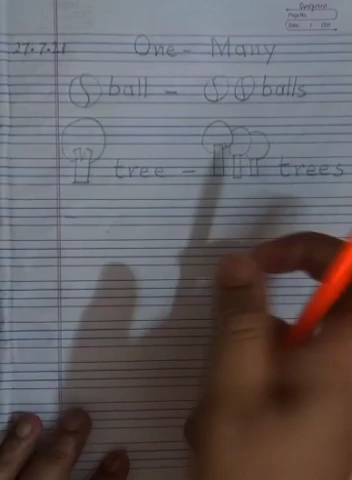 27.7.21 One - Many
ball - balls
tree - trees